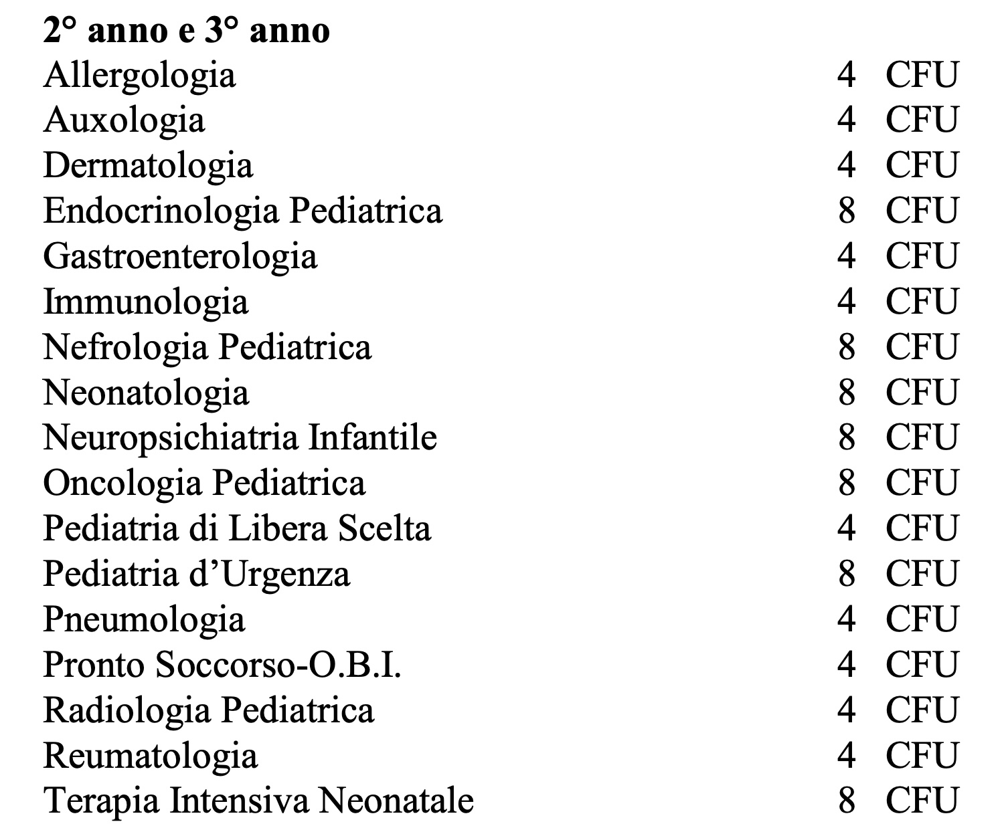 2° anno e 3° anno
Allergologia 4 CFU
Auxologia 4 CFU
Dermatologia 4 CFU
Endocrinologia Pediatrica 8 CFU
Gastroenterologia 4 CFU
Immunologia 4 CFU
Nefrologia Pediatrica 8 CFU
Neonatologia 8 CFU
Neuropsichiatria Infantile 8 CFU
Oncologia Pediatrica 8 CFU
Pediatria di Libera Scelta 4 CFU
Pediatria d’Urgenza 8 CFU
Pneumologia 4 CFU
Pronto Soccorso-O.B.I. 4 CFU
Radiologia Pediatrica 4 CFU
Reumatologia 4 CFU
Terapia Intensiva Neonatale 8 CFU